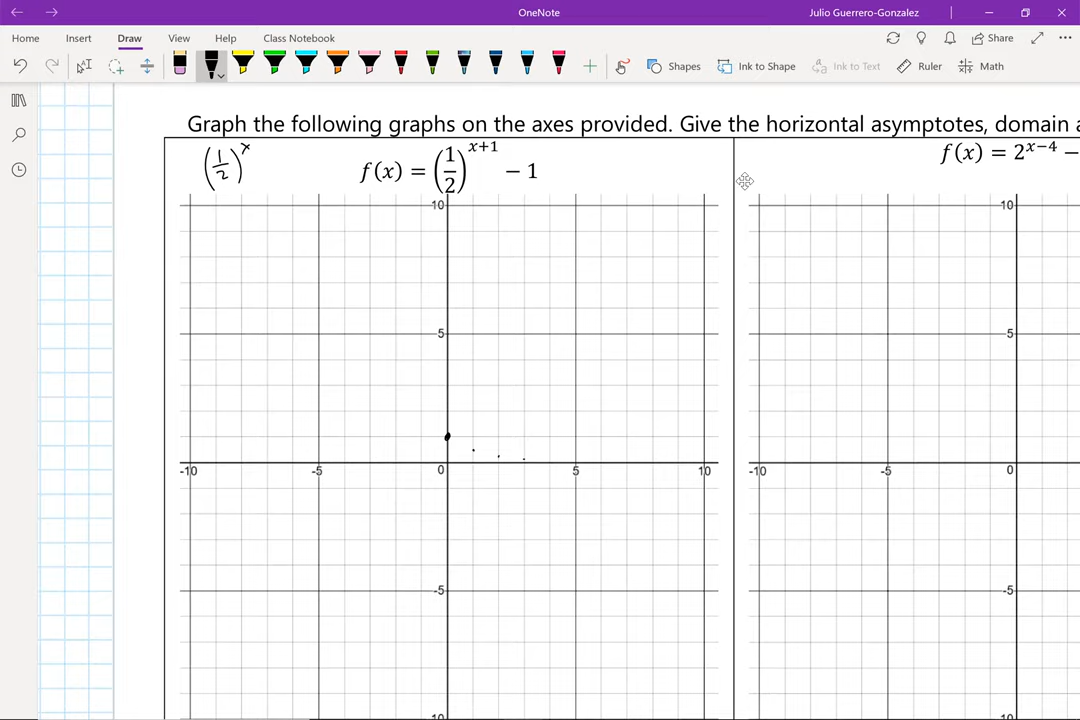 OneNote
Julio Guerrero-Gonzalez
Home Insert Draw View Help Class Notebook
Share
Shapes Ink to Shape Ink to Text Ruler Math
Graph the following graphs on the axes provided. Give the horizontal asymptotes, domain a
(1/2)^x
f(x) = (1/2)^{x+1} − 1
f(x) = 2^{x−4} −
10 10
5 5
-10 -5 0 5 10 -10 -5 0
-5 -5
10 10